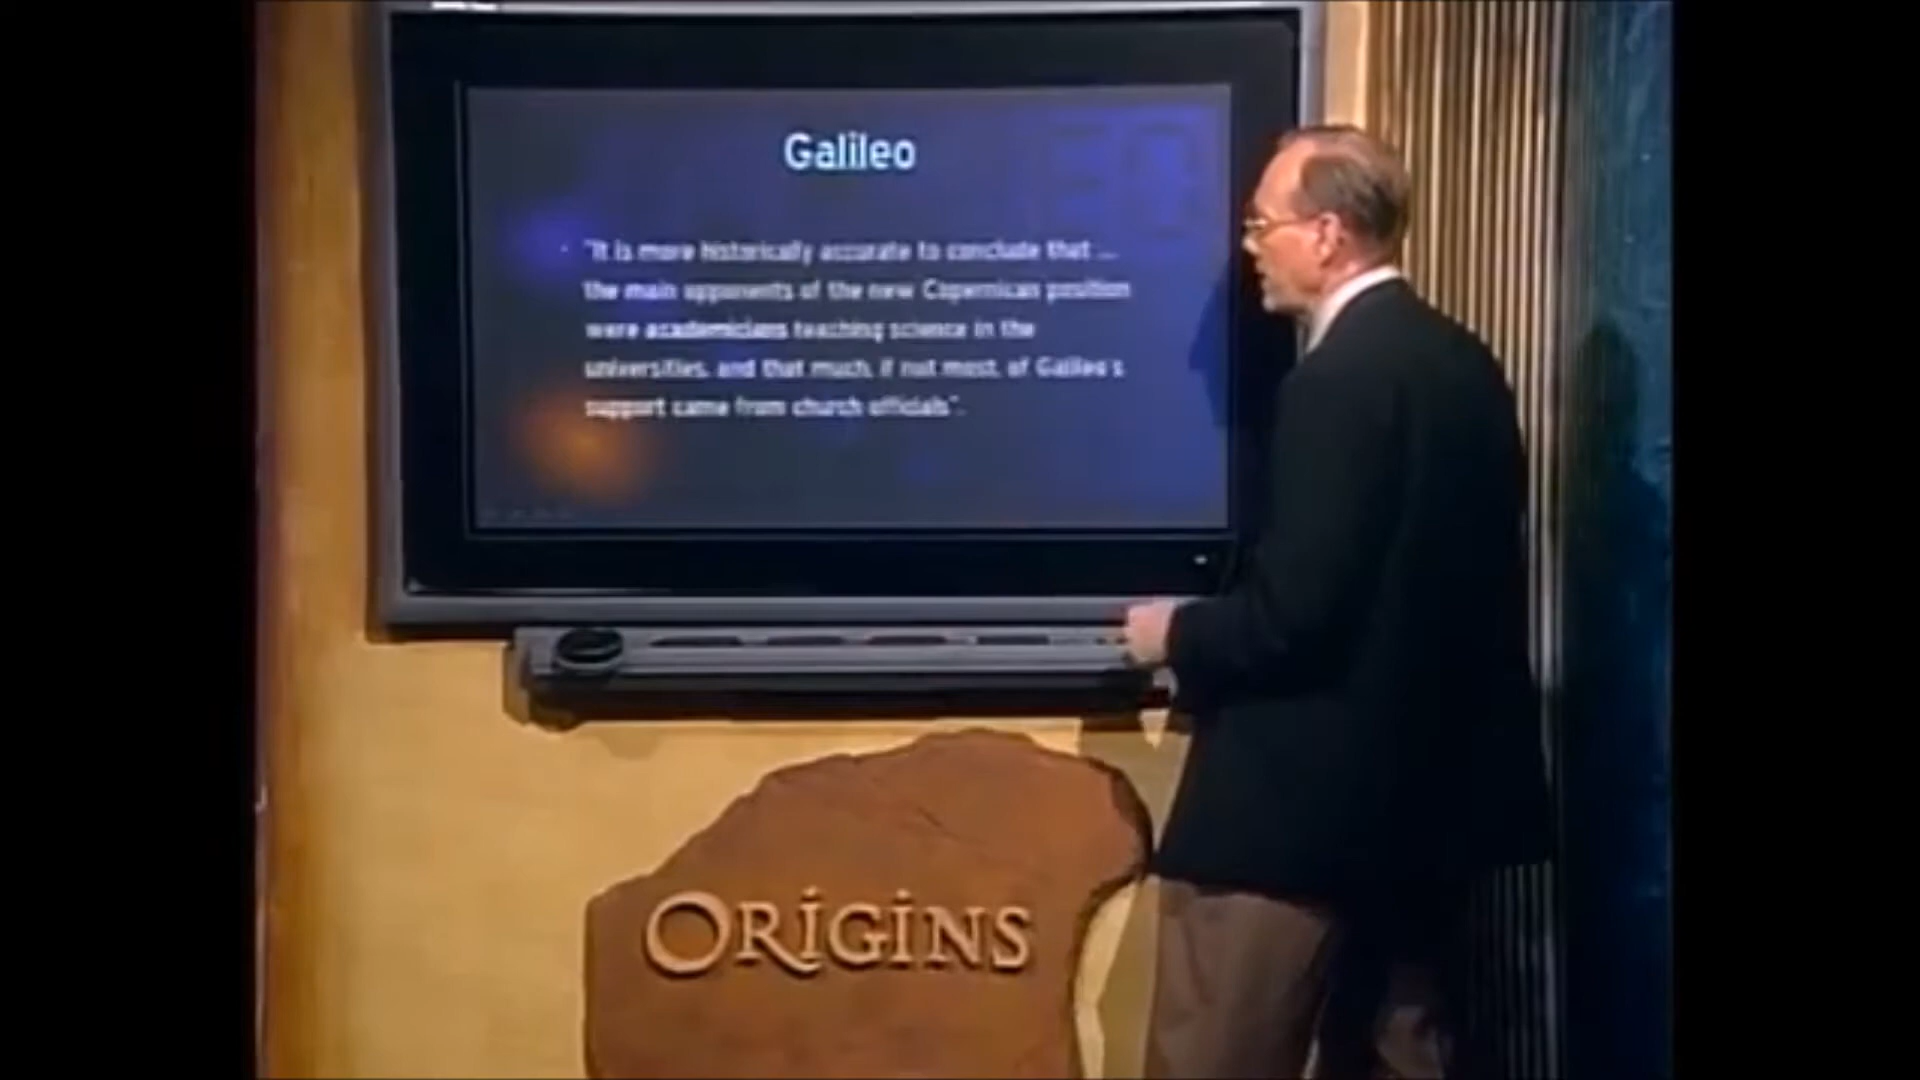 Galileo
· "It is more historically accurate to conclude that ...
the main opponents of the new Copernican position
were academicians teaching science in the
universities, and that much, if not most, of Galileo's
support came from church officials".
ORiGiNS